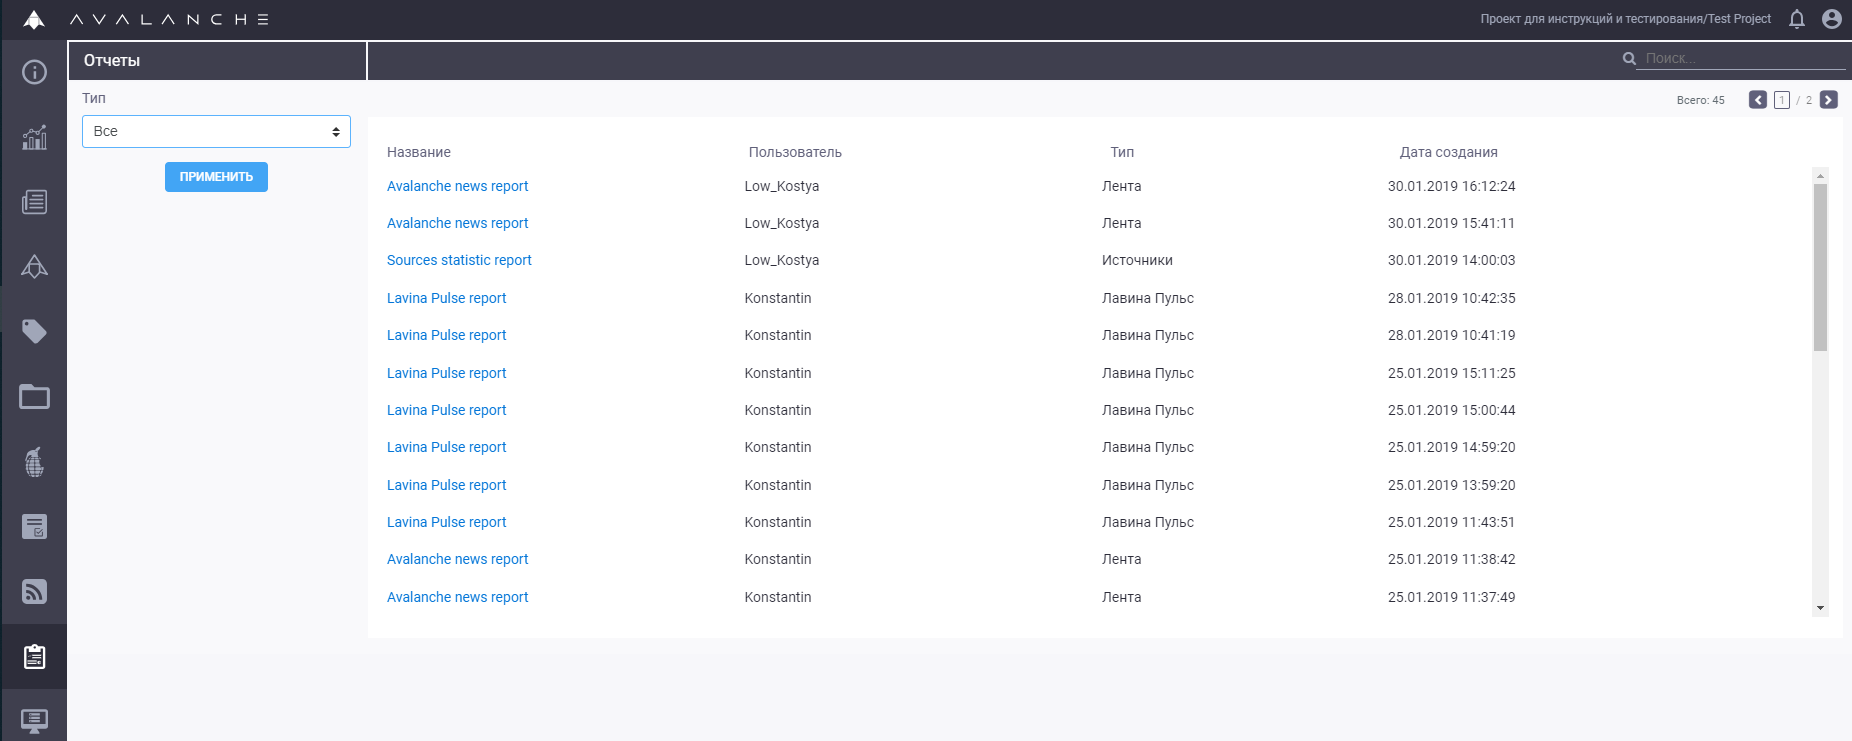 AVALANCHE
Проект для инструкций и тестирования/Test Project
Отчеты
Поиск...
Тип
Все
ПРИМЕНИТЬ
Всего: 45
1 / 2
Название Пользователь Тип Дата создания
Avalanche news report Low_Kostya Лента 30.01.2019 16:12:24
Avalanche news report Low_Kostya Лента 30.01.2019 15:41:11
Sources statistic report Low_Kostya Источники 30.01.2019 14:00:03
Lavina Pulse report Konstantin Лавина Пульс 28.01.2019 10:42:35
Lavina Pulse report Konstantin Лавина Пульс 28.01.2019 10:41:19
Lavina Pulse report Konstantin Лавина Пульс 25.01.2019 15:11:25
Lavina Pulse report Konstantin Лавина Пульс 25.01.2019 15:00:44
Lavina Pulse report Konstantin Лавина Пульс 25.01.2019 14:59:20
Lavina Pulse report Konstantin Лавина Пульс 25.01.2019 13:59:20
Lavina Pulse report Konstantin Лавина Пульс 25.01.2019 11:43:51
Avalanche news report Konstantin Лента 25.01.2019 11:38:42
Avalanche news report Konstantin Лента 25.01.2019 11:37:49